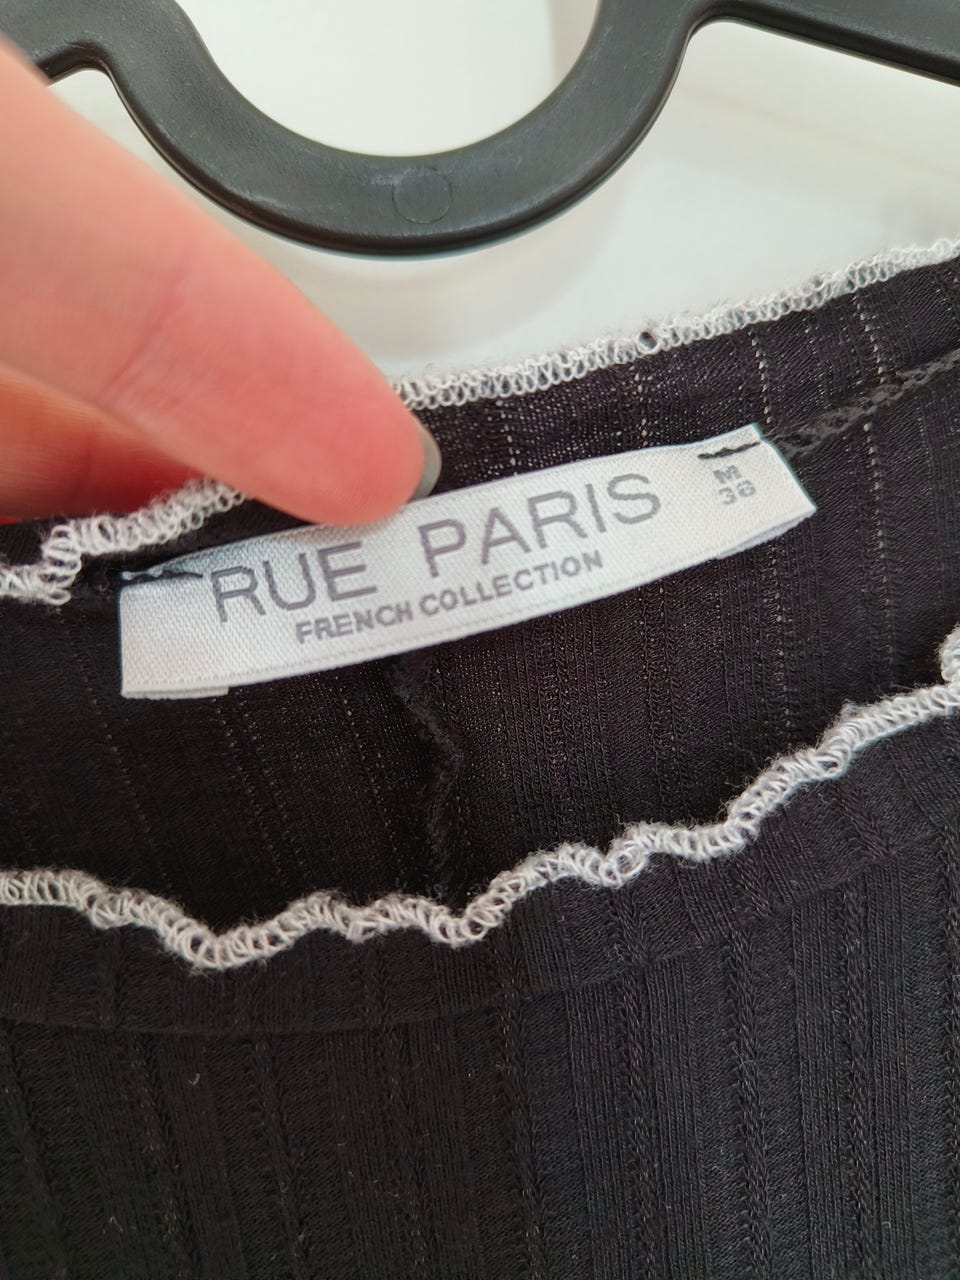 RUE PARIS
FRENCH COLLECTION
M
38